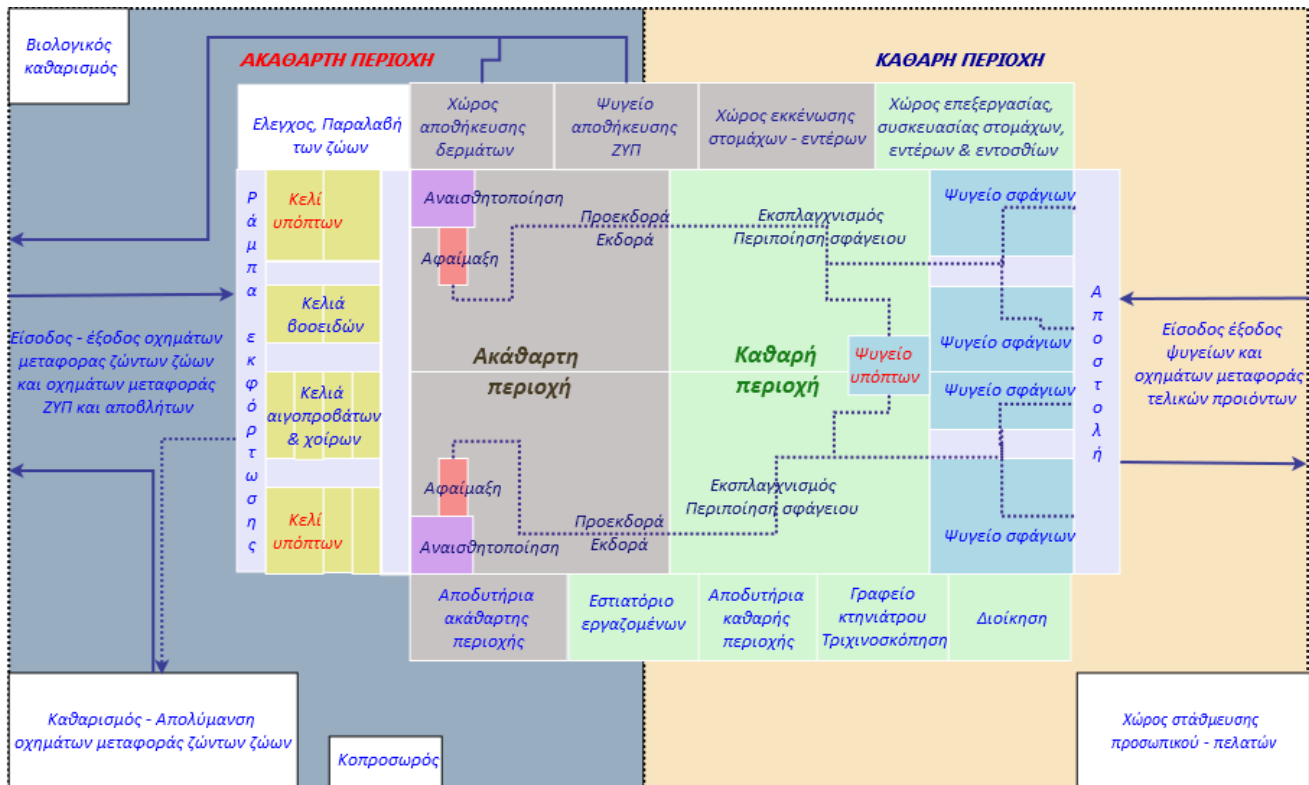 Βιολογικός
καθαρισμός
ΑΚΑΘΑΡΤΗ ΠΕΡΙΟΧΗ
ΚΑΘΑΡΗ ΠΕΡΙΟΧΗ
Ελεγχος, Παραλαβή
των ζώων
Χώρος
αποθήκευσης
δερμάτων
Ψυγείο
αποθήκευσης
ΖΥΠ
Χώρος εκκένωσης
στομάχων - εντέρων
Χώρος επεξεργασίας,
συσκευασίας στομάχων,
εντέρων & εντοσθίων
Ράμπα εκφόρτωσης
Κελί
υπόπτων
Κελιά
βοοειδών
Κελιά
αιγοπροβάτων
& χοίρων
Κελί
υπόπτων
Αναισθητοποίηση
Αφαίμαξη
Προεκδορά
Εκδορά
Εκσπλαγχνισμός
Περιποίηση σφάγειου
Ψυγείο σφάγιων
Ψυγείο σφάγιων
Ψυγείο σφάγιων
Ψυγείο σφάγιων
Αποστολή
Ακάθαρτη
περιοχή
Καθαρή
περιοχή
Ψυγείο
υπόπτων
Αφαίμαξη
Αναισθητοποίηση
Προεκδορά
Εκδορά
Εκσπλαγχνισμός
Περιποίηση σφάγειου
Είσοδος - έξοδος οχημάτων
μεταφορας ζώντων ζώων
και οχημάτων μεταφοράς
ΖΥΠ και αποβλήτων
Είσοδος έξοδος
ψυγείων και
οχημάτων μεταφοράς
τελικών προιόντων
Αποδυτήρια
ακάθαρτης
περιοχής
Εστιατόριο
εργαζομένων
Αποδυτήρια
καθαρής
περιοχής
Γραφείο
κτηνιάτρου
Τριχινοσκόπηση
Διοίκηση
Καθαρισμός - Απολύμανση
οχημάτων μεταφοράς ζώντων ζώων
Κοπροσωρός
Χώρος στάθμευσης
προσωπικού - πελατών